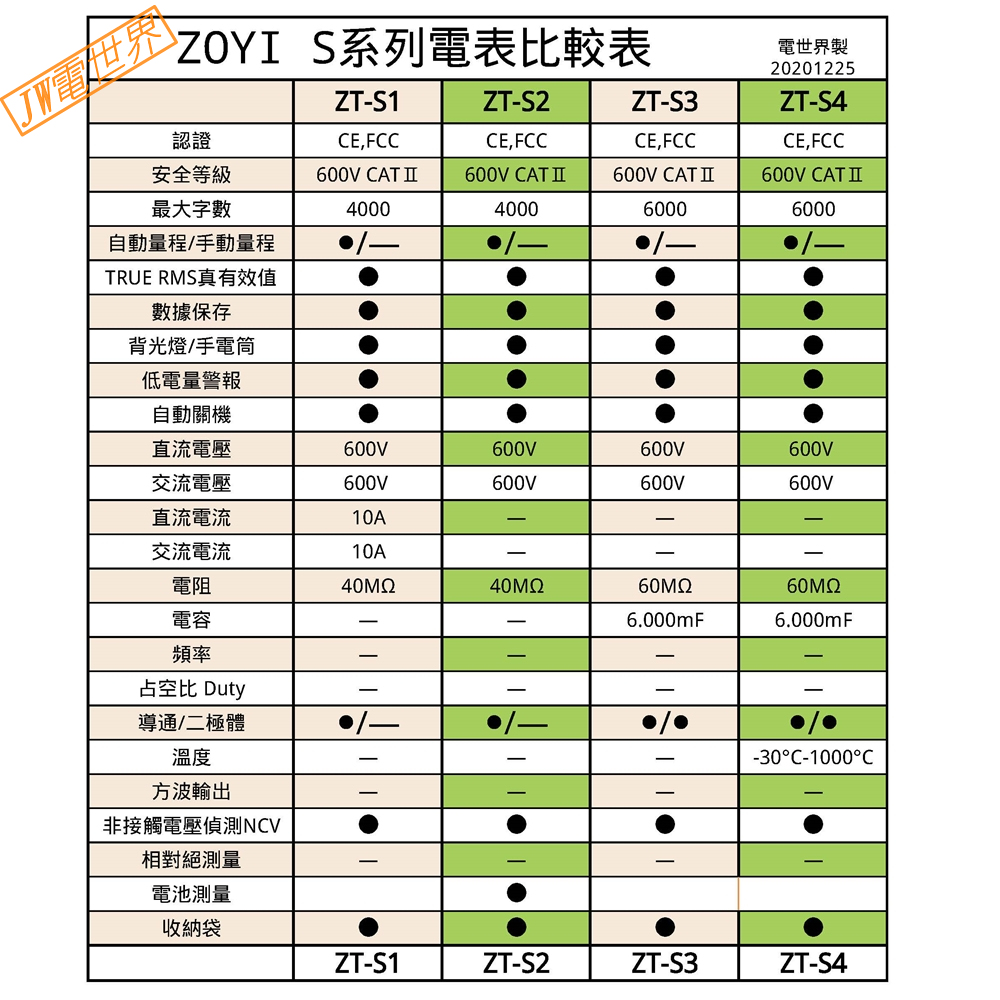 JW電世界
ZOYI S系列電表比較表
電世界製
20201225
ZT-S1 ZT-S2 ZT-S3 ZT-S4
認證 CE,FCC CE,FCC CE,FCC CE,FCC
安全等級 600V CATⅡ 600V CATⅡ 600V CATⅡ 600V CATⅡ
最大字數 4000 4000 6000 6000
自動量程/手動量程 ●/— ●/— ●/— ●/—
TRUE RMS真有效值 ● ● ● ●
數據保存 ● ● ● ●
背光燈/手電筒 ● ● ● ●
低電量警報 ● ● ● ●
自動關機 ● ● ● ●
直流電壓 600V 600V 600V 600V
交流電壓 600V 600V 600V 600V
直流電流 10A — — —
交流電流 10A — — —
電阻 40MΩ 40MΩ 60MΩ 60MΩ
電容 — — 6.000mF 6.000mF
頻率 — — — —
占空比 Duty — — — —
導通/二極體 ●/— ●/— ●/● ●/●
溫度 — — — -30°C-1000°C
方波輸出 — — — —
非接觸電壓偵測NCV ● ● ● ●
相對絕測量 — — — —
電池測量 ●
收納袋 ● ● ● ●
ZT-S1 ZT-S2 ZT-S3 ZT-S4